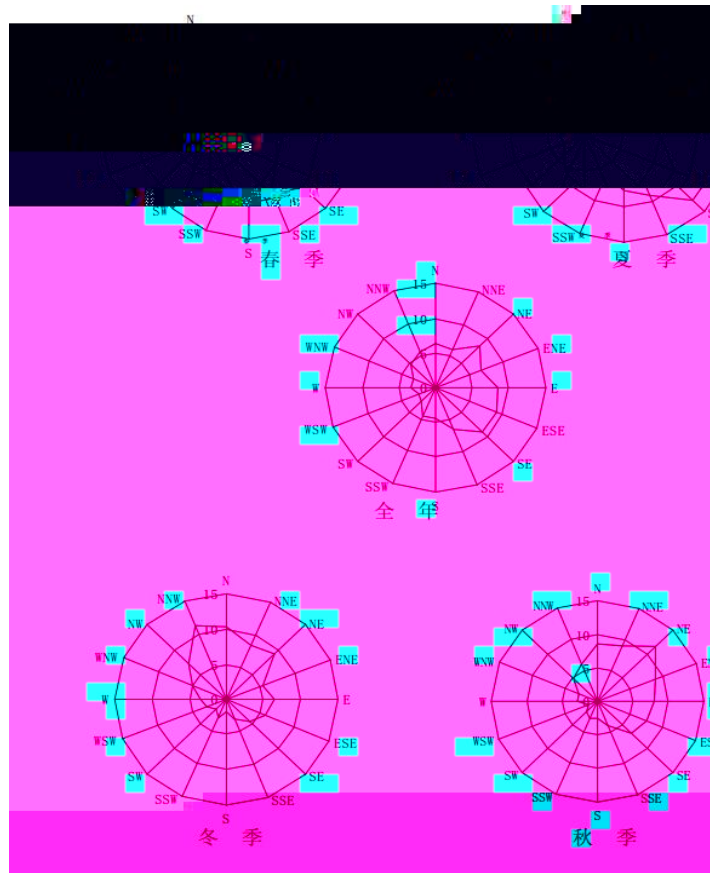 N
SW SE
SSW SSE
S
春 季
SW
SSW SSE
S
夏 季
N
NNW 15 NNE
NW 10 NE
WNW 5 ENE
W 0 E
WSW ESE
SW SE
SSW SSE
S
全 年
N
NNW 15 NNE
NW 10 NE
WNW 5 ENE
W 0 E
WSW ESE
SW SE
SSW SSE
S
冬 季
N
NNW 15 NNE
NW 10 NE
WNW 5
W 0
WSW
SW SE
SSW SSE
S
秋 季